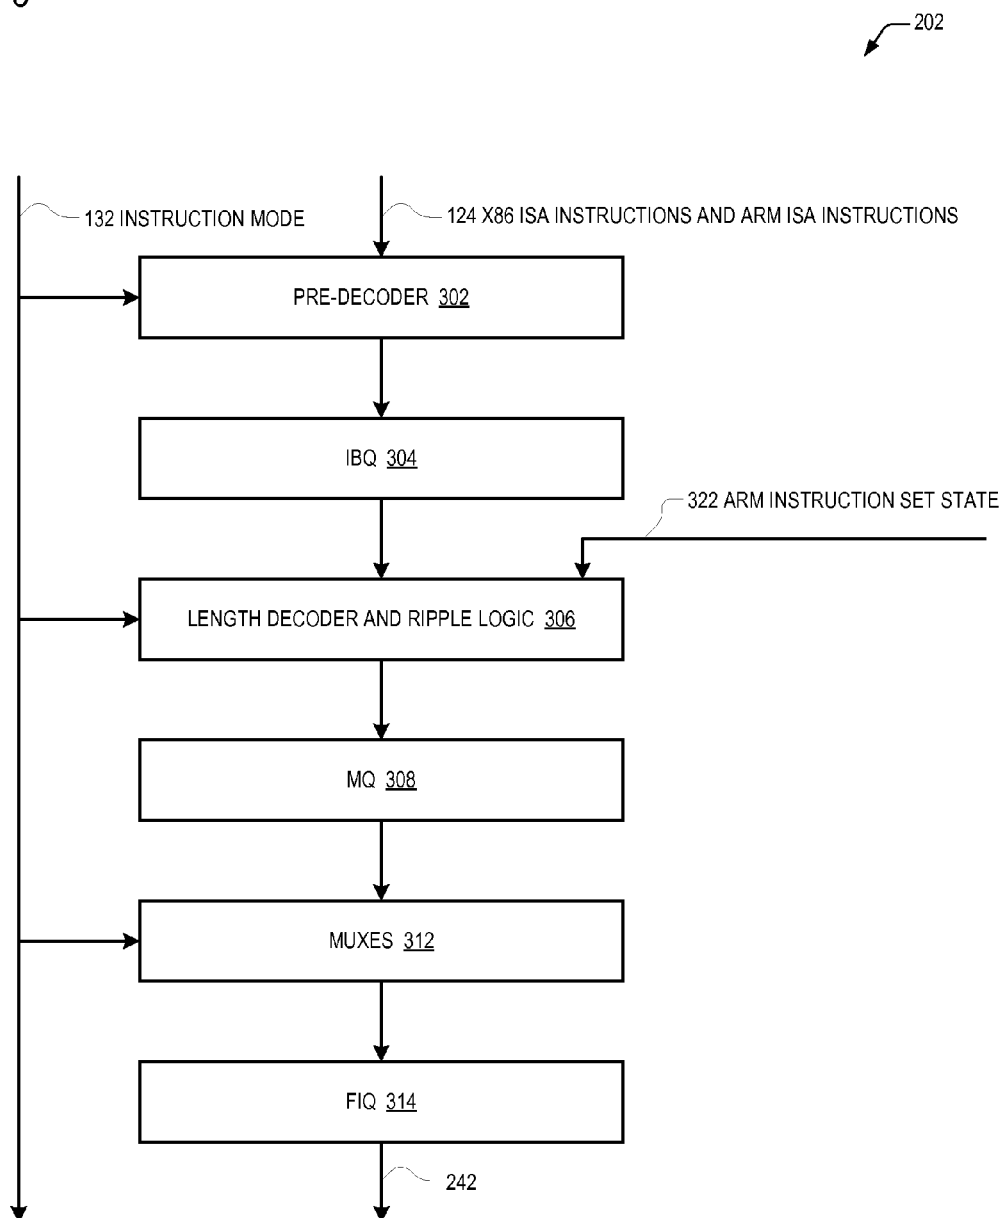 202
132 INSTRUCTION MODE
124 X86 ISA INSTRUCTIONS AND ARM ISA INSTRUCTIONS
PRE-DECODER 302
IBQ 304
322 ARM INSTRUCTION SET STATE
LENGTH DECODER AND RIPPLE LOGIC 306
MQ 308
MUXES 312
FIQ 314
242